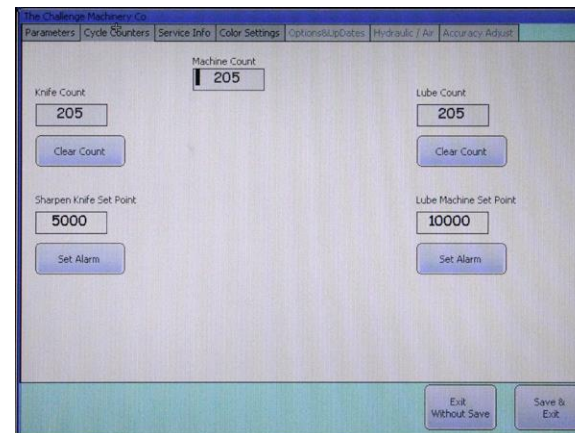 The Challenge Machinery Co.
Parameters Cycle Counters Service Info Color Settings Options&UpDates Hydraulic / Air Accuracy Adjust
Machine Count
205
Knife Count
205
Clear Count
Lube Count
205
Clear Count
Sharpen Knife Set Point
5000
Set Alarm
Lube Machine Set Point
10000
Set Alarm
Exit
Without Save
Save &
Exit